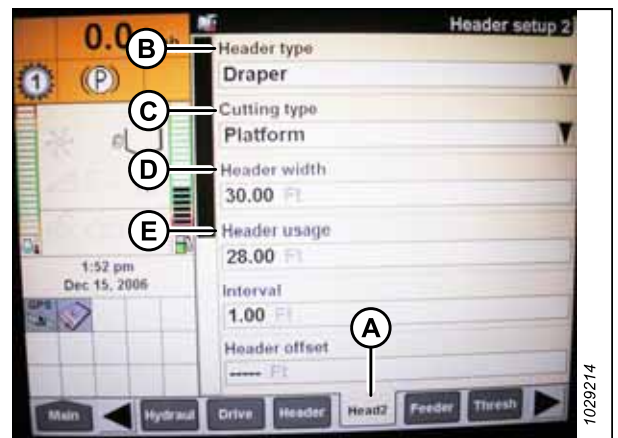 Header setup 2
0.0
B
Header type
Draper
1
(P)
C
Cutting type
Platform
D
Header width
30.00 Ft
E
Header usage
28.00 Ft
1:52 pm
Dec 15, 2006
Interval
1.00 Ft
GPS
A
Header offset
----- Ft
Main
Hydraul
Drive
Header
Head2
Feeder
Thresh
1029214